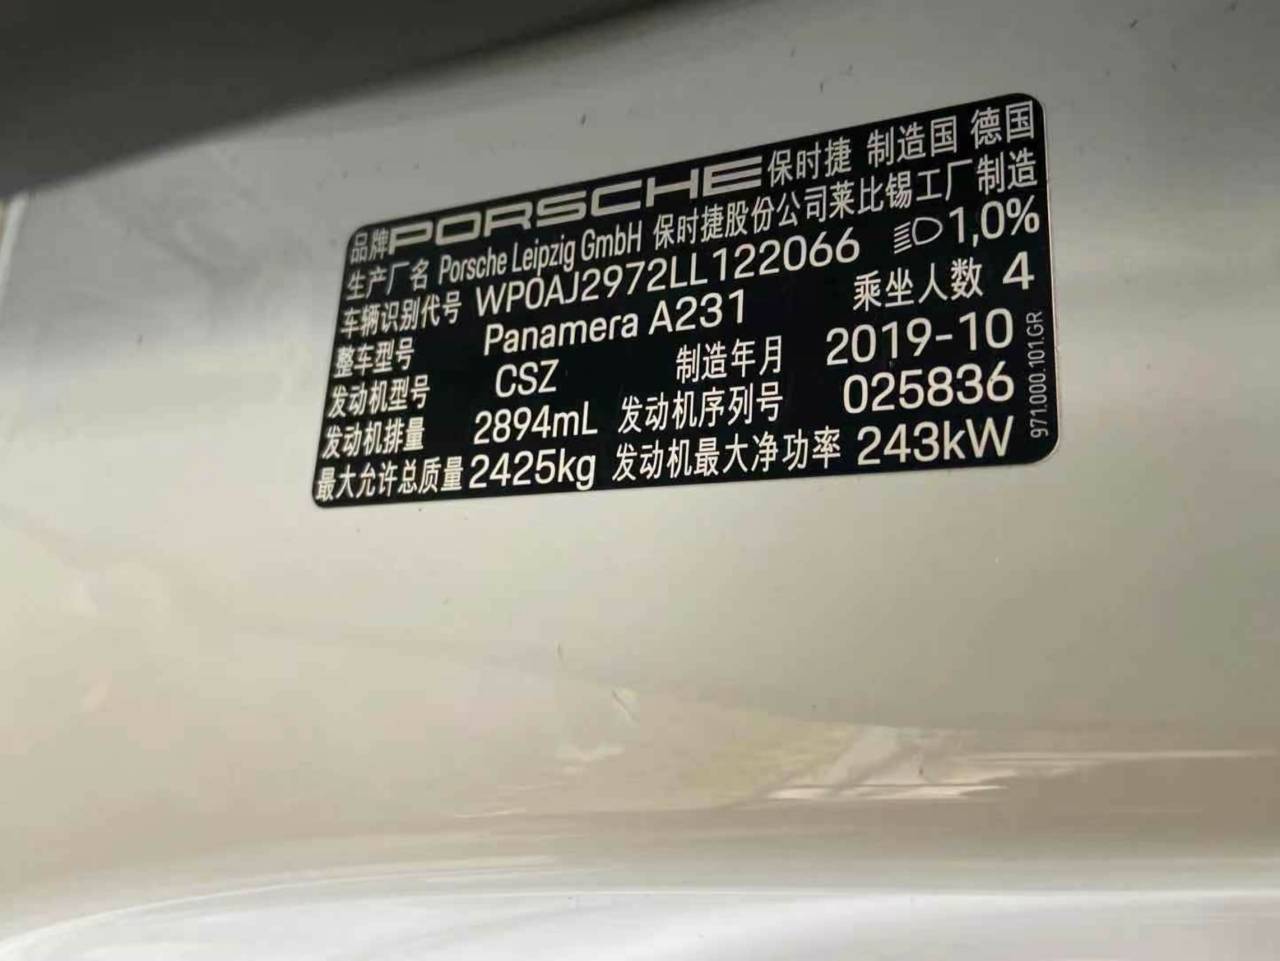 品牌 PORSCHE 保时捷 制造国 德国
生产厂名 Porsche Leipzig GmbH 保时捷股份公司莱比锡工厂制造
车辆识别代号 WP0AJ2972LL122066 1,0%
整车型号 Panamera A231 乘坐人数 4
发动机型号 CSZ 制造年月 2019-10
发动机排量 2894mL 发动机序列号 025836
最大允许总质量 2425kg 发动机最大净功率 243kW
971.000.101.GR